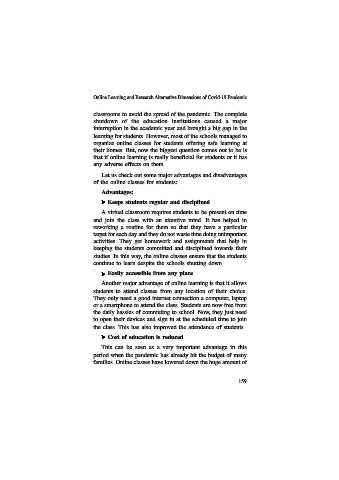 Online Learning and Research Alternative Dimensions of Covid-19 Pandemic
classrooms to avoid the spread of the pandemic. The complete
shutdown of the education institutions caused a major
interruption in the academic year and brought a big gap in the
learning for students. However, most of the schools managed to
organize online classes for students offering safe learning at
their homes. But, now the biggest question comes out to be is
that if online learning is really beneficial for students or it has
any adverse effects on them.
Let us check out some major advantages and disadvantages
of the online classes for students:
Advantages:
➤ Keeps students regular and disciplined
A virtual classroom requires students to be present on time
and join the class with an attentive mind. It has helped in
reworking a routine for them so that they have a particular
target for each day and they do not waste time doing unimportant
activities. They get homework and assignments that help in
keeping the students committed and disciplined towards their
studies. In this way, the online classes ensure that the students
continue to learn despite the schools shutting down.
➤ Easily accessible from any place
Another major advantage of online learning is that it allows
students to attend classes from any location of their choice.
They only need a good internet connection a computer, laptop
or a smartphone to attend the class. Students are now free from
the daily hassles of commuting to school. Now, they just need
to open their devices and sign in at the scheduled time to join
the class. This has also improved the attendance of students.
➤ Cost of education is reduced
This can be seen as a very important advantage in this
period when the pandemic has already hit the budget of many
families. Online classes have lowered down the huge amount of
159